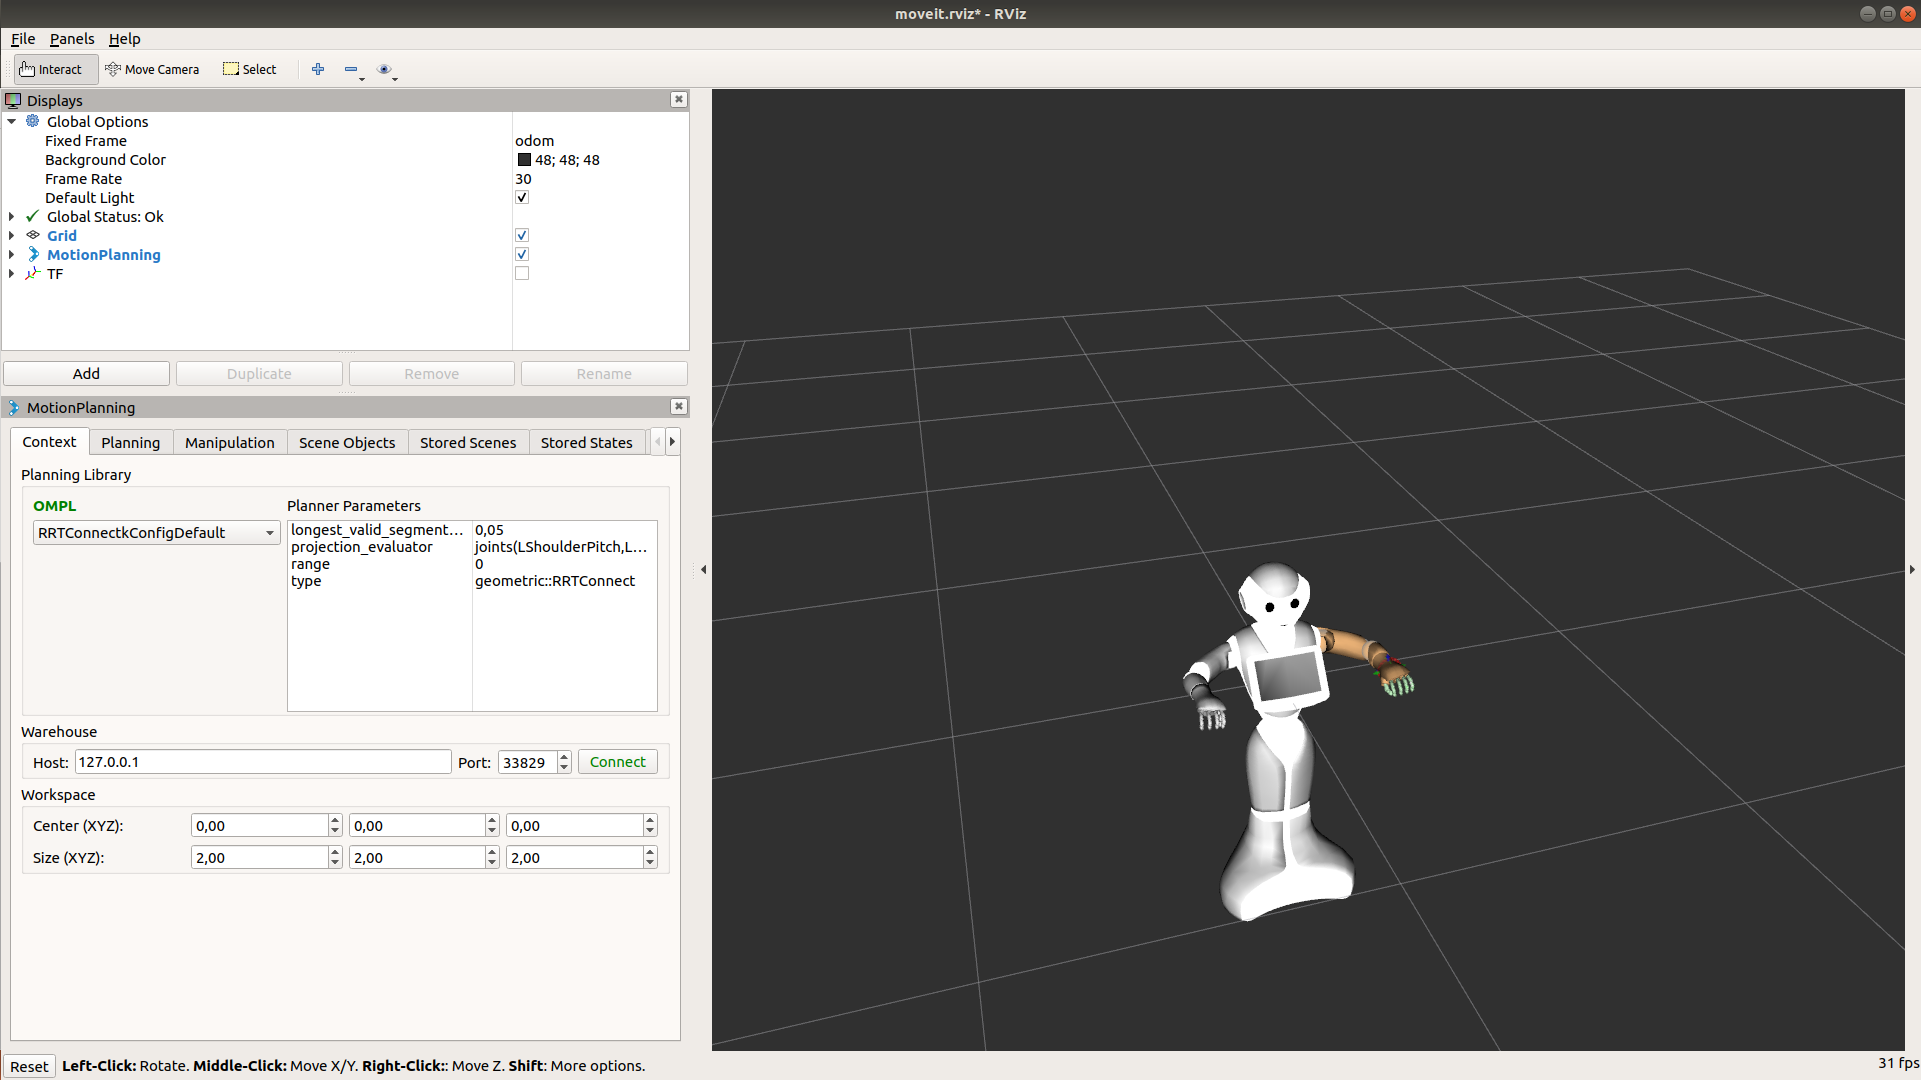 moveit.rviz* - RViz
File Panels Help
Interact Move Camera Select
Displays
Global Options
Fixed Frame odom
Background Color 48; 48; 48
Frame Rate 30
Default Light
Global Status: Ok
Grid
MotionPlanning
TF
Add Duplicate Remove Rename
MotionPlanning
Context Planning Manipulation Scene Objects Stored Scenes Stored States
Planning Library
OMPL Planner Parameters
RRTConnectkConfigDefault
longest_valid_segment... 0,05
projection_evaluator joints(LShoulderPitch,L...
range 0
type geometric::RRTConnect
Warehouse
Host: 127.0.0.1 Port: 33829 Connect
Workspace
Center (XYZ): 0,00 0,00 0,00
Size (XYZ): 2,00 2,00 2,00
Reset Left-Click: Rotate. Middle-Click: Move X/Y. Right-Click:: Move Z. Shift: More options. 31 fps